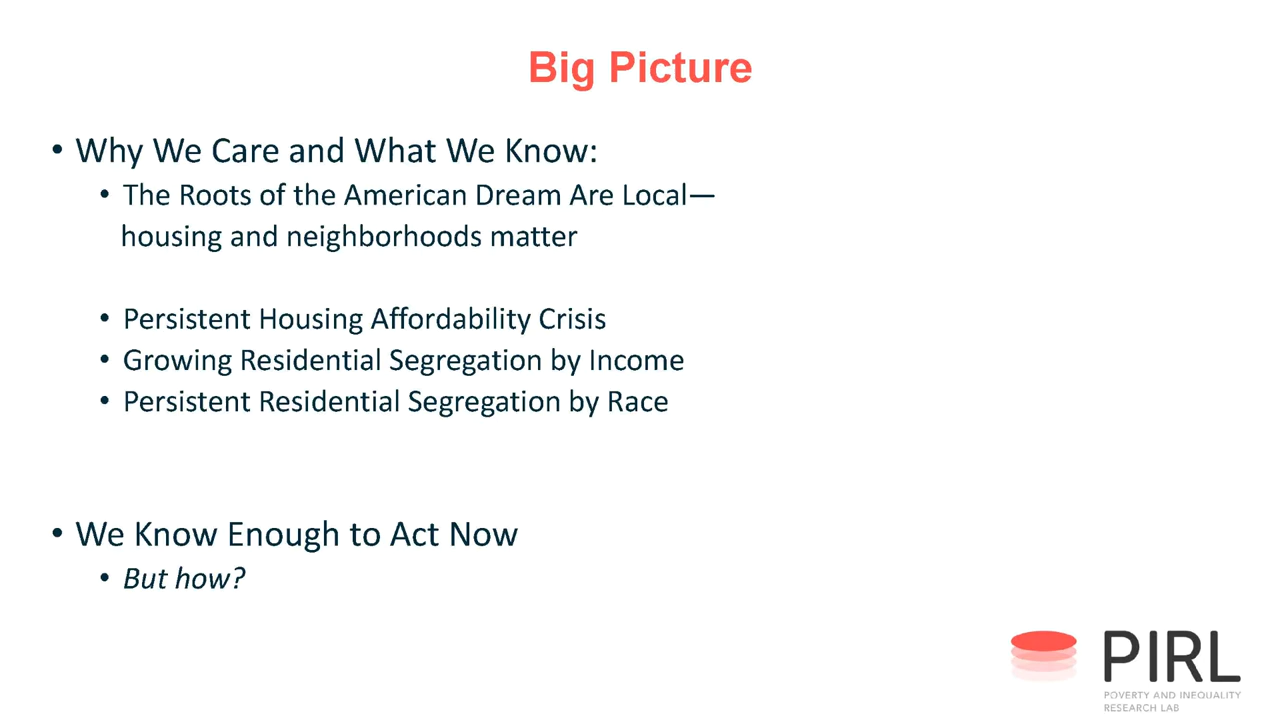 Big Picture
• Why We Care and What We Know:
• The Roots of the American Dream Are Local—
housing and neighborhoods matter
• Persistent Housing Affordability Crisis
• Growing Residential Segregation by Income
• Persistent Residential Segregation by Race
• We Know Enough to Act Now
• But how?
PIRL
POVERTY AND INEQUALITY
RESEARCH LAB